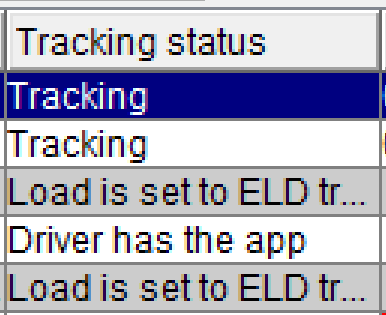 Tracking status
Tracking
Tracking
Load is set to ELD tr...
Driver has the app
Load is set to ELD tr...